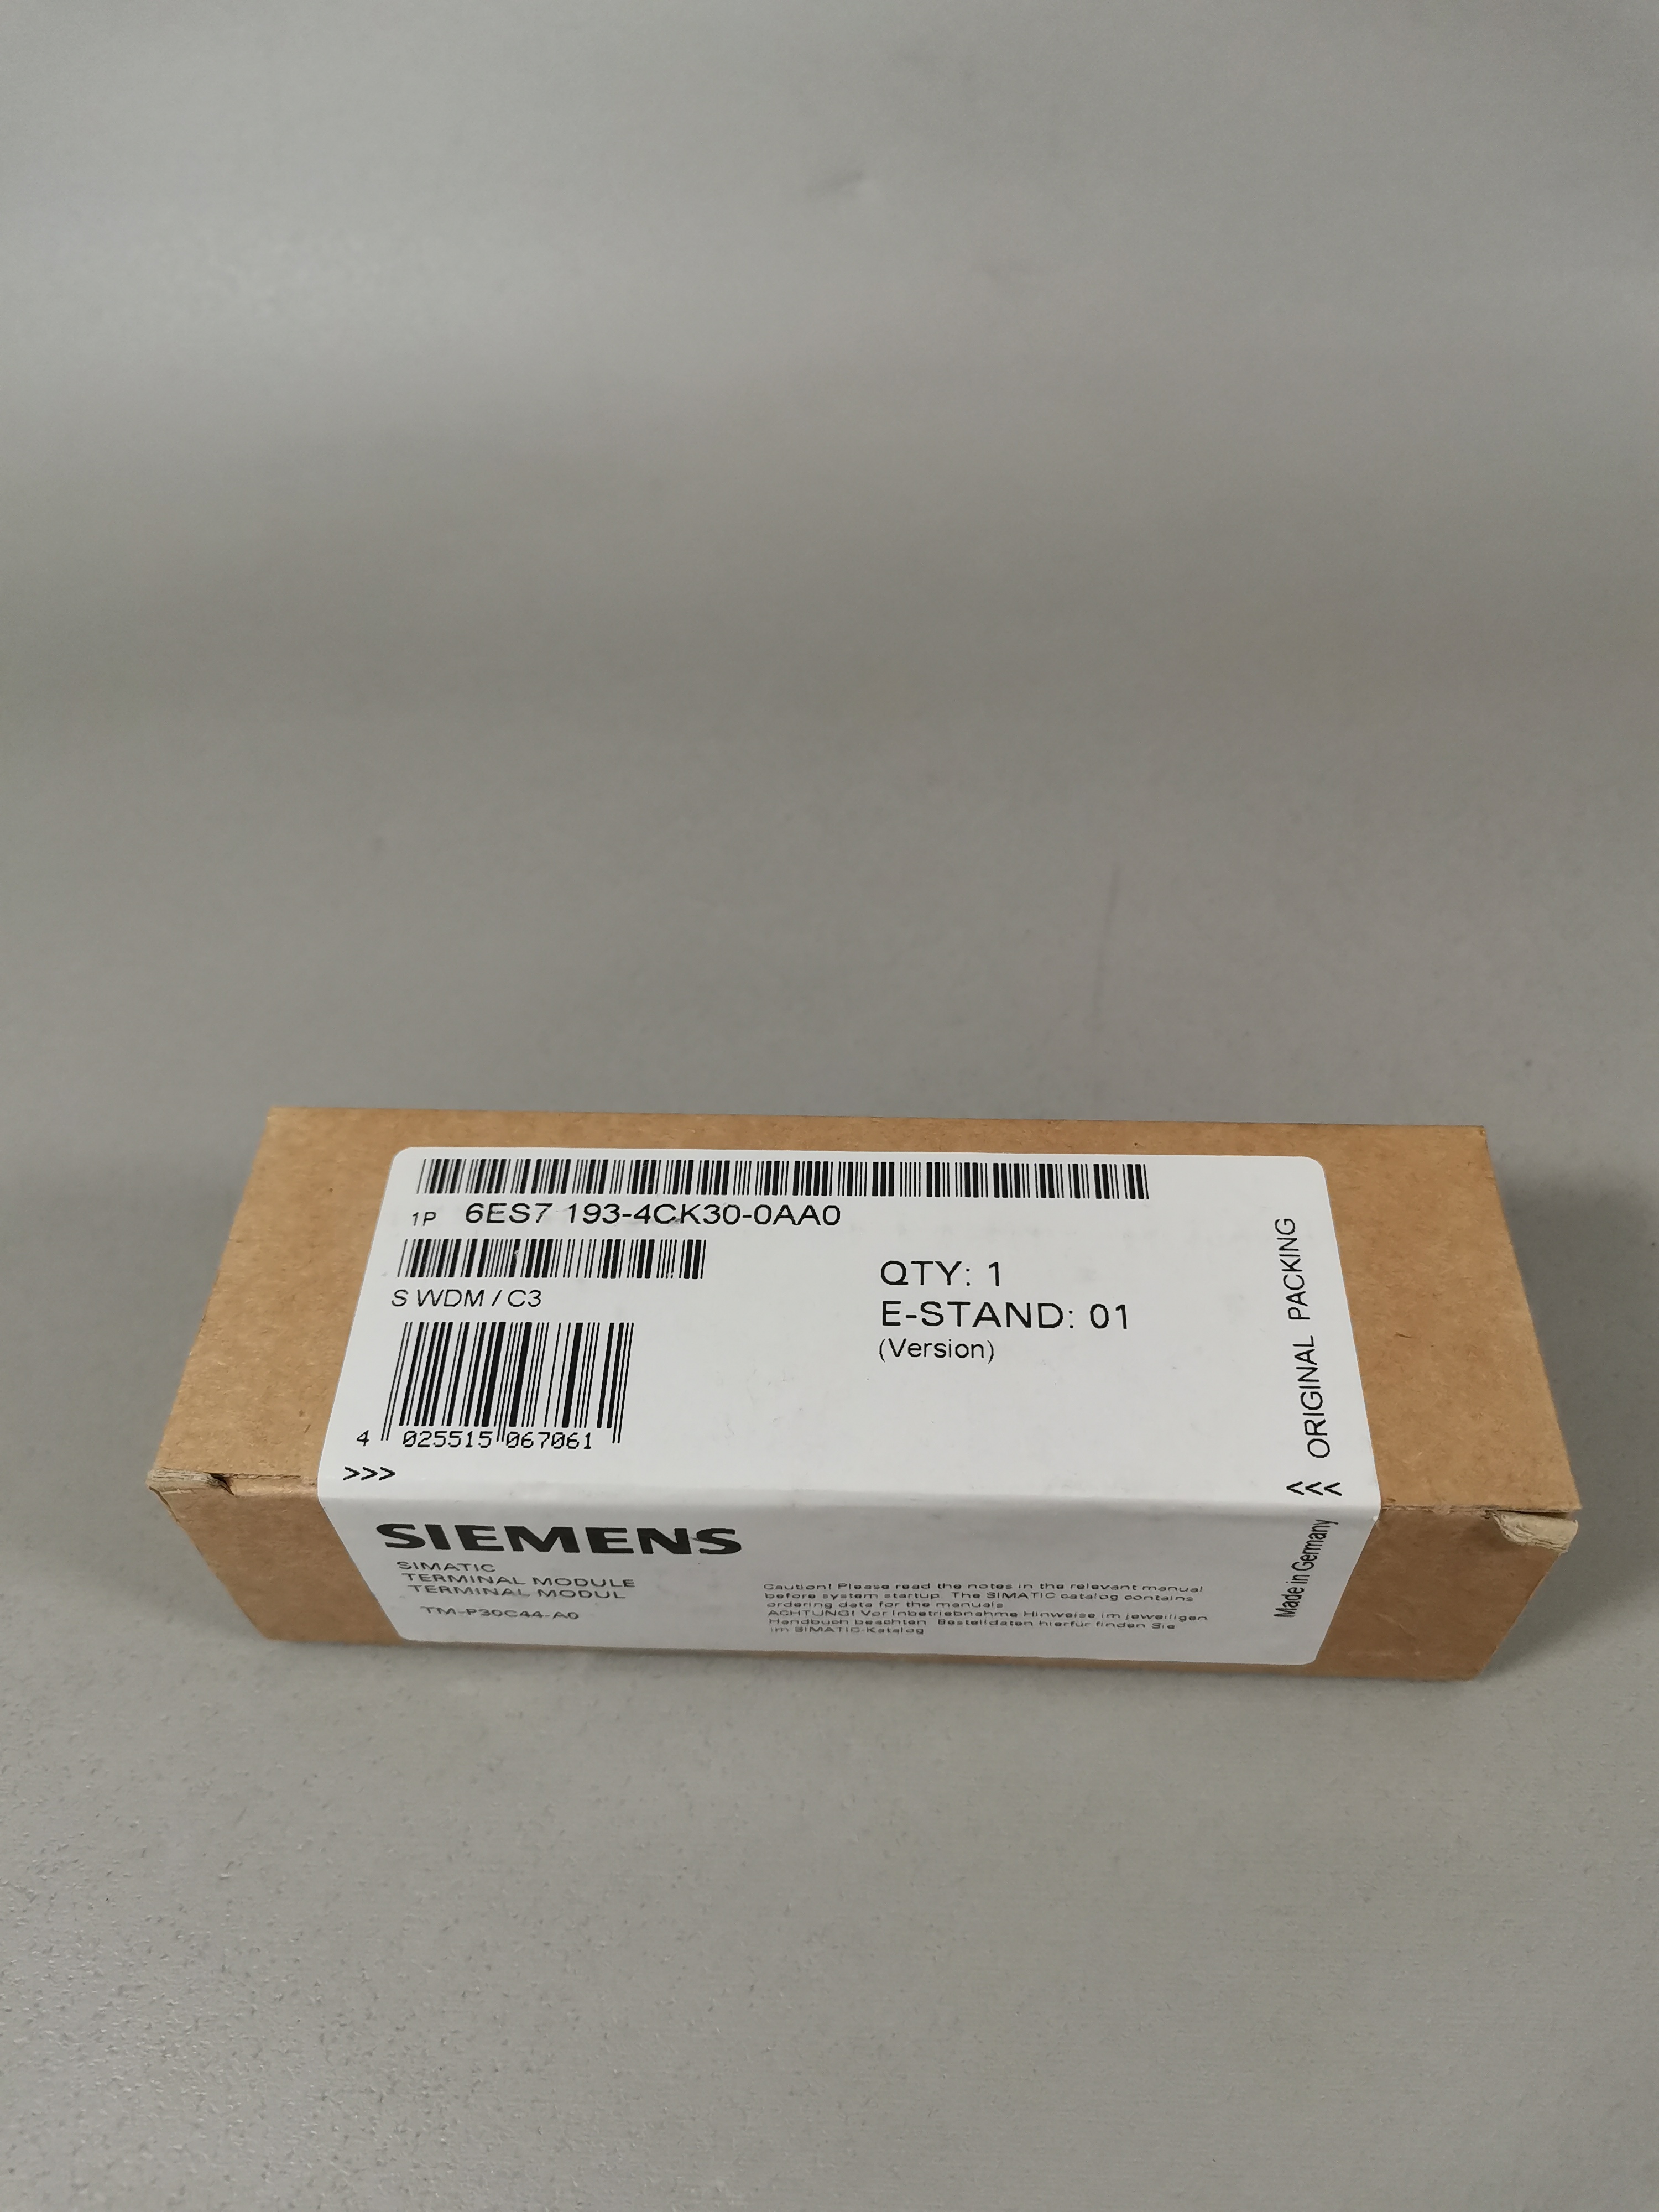 1P 6ES7 193-4CK30-0AA0
S WDM / C3
QTY: 1
E-STAND: 01
(Version)
4 025515 067061
>>>
>>> ORIGINAL PACKING
SIEMENS
SIMATIC
TERMINAL MODULE
TERMINAL MODUL
TM-P30C44-A0
Caution! Please read the notes in the relevant manual
before system startup. The SIMATIC catalog contains
ordering data for the manuals
ACHTUNG! Vor Inbetriebnahme Hinweise im jeweiligen
Handbuch beachten. Bestelldaten hierfür finden Sie
im SIMATIC-Katalog
Made in Germany